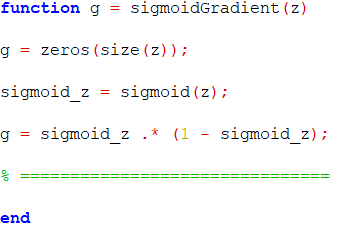 function g = sigmoidGradient(z)
g = zeros(size(z));
sigmoid_z = sigmoid(z);
g = sigmoid_z .* (1 - sigmoid_z);
% ===============================
end